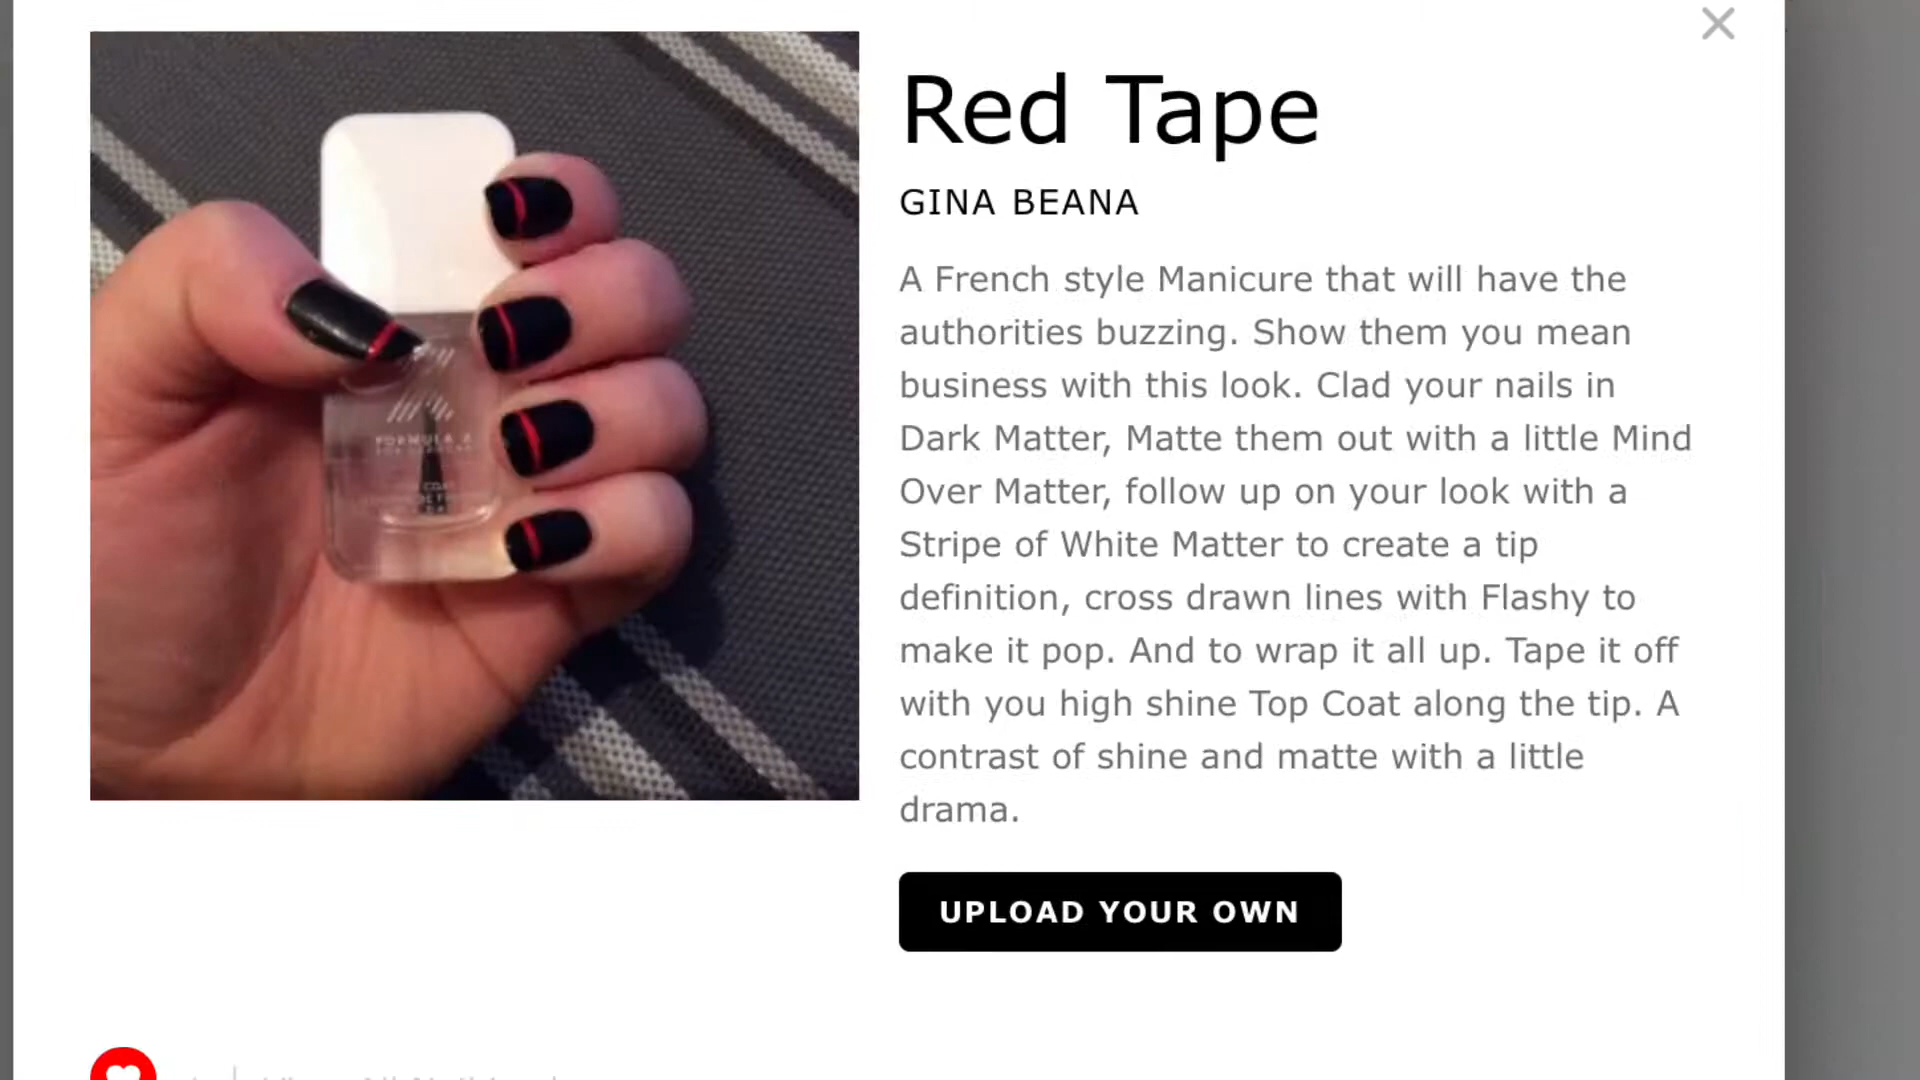 Red Tape
GINA BEANA
A French style Manicure that will have the
authorities buzzing. Show them you mean
business with this look. Clad your nails in
Dark Matter, Matte them out with a little Mind
Over Matter, follow up on your look with a
Stripe of White Matter to create a tip
definition, cross drawn lines with Flashy to
make it pop. And to wrap it all up. Tape it off
with you high shine Top Coat along the tip. A
contrast of shine and matte with a little
drama.
UPLOAD YOUR OWN
FORMULA X
COAT